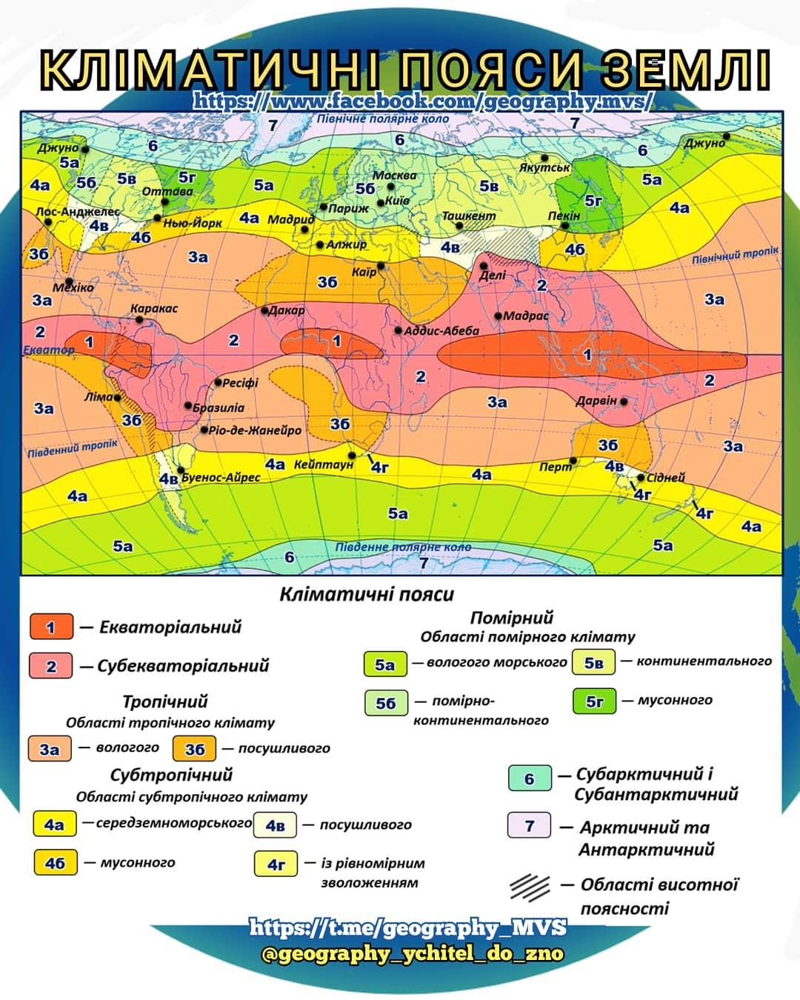 КЛІМАТИЧНІ ПОЯСИ ЗЕМЛІ
https://www.facebook.com/geography.mvs/
7
Північне полярне коло
7
6
6
6
Джуно
Джуно
5а
5б
5в
5г
5а
5б
Москва
5в
Якутськ
5а
4а
Оттава
Київ
5г
4а
Лос-Анджелес
Париж
Ташкент
Пекін
4в
Нью-Йорк
4а
Мадрид
4б
Алжир
4в
4б
3б
3а
Каїр
Делі
Північний тропік
Мехіко
3б
2
3а
3а
Каракас
Дакар
Мадрас
2
1
2
1
Аддис-Абеба
Екватор
1
2
2
Ресіфі
Ліма
Бразиліа
3а
Дарвін
3а
3б
Ріо-де-Жанейро
3б
3б
3а
Південний тропік
4а
Кейптаун
4г
4а
Перт
4в
4в
Буенос-Айрес
Сідней
4а
4г
4г
5а
4а
5а
5а
6
Південне полярне коло
7
Кліматичні пояси
1 — Екваторіальний
2 — Субекваторіальний
Тропічний
Області тропічного клімату
3а — вологого
3б — посушливого
Субтропічний
Області субтропічного клімату
4а — середземноморського
4в — посушливого
4б — мусонного
4г — із рівномірним
зволоженням
Помірний
Області помірного клімату
5а — вологого морського
5в — континентального
5б — помірно-
континентального
5г — мусонного
6 — Субарктичний і
Субантарктичний
7 — Арктичний та
Антарктичний
— Області висотної
поясності
https://t.me/geography_MVS
@geography_ychitel_do_zno